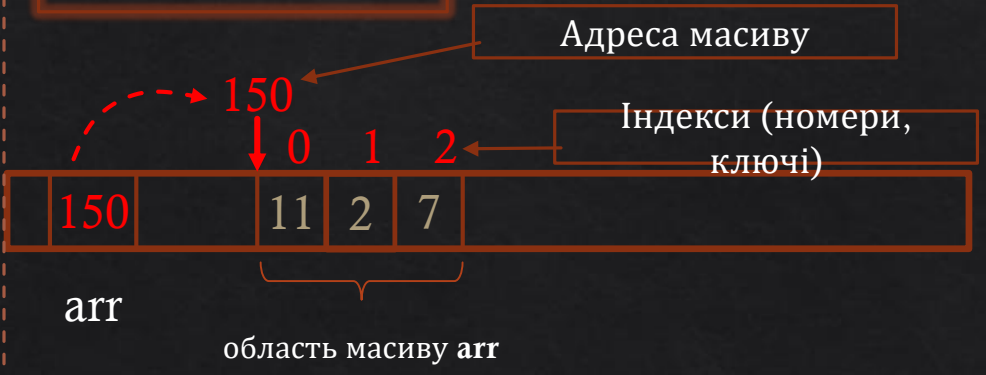 Адреса масиву
150
Індекси (номери,
ключі)
0 1 2
150 11 2 7
arr
область масиву arr